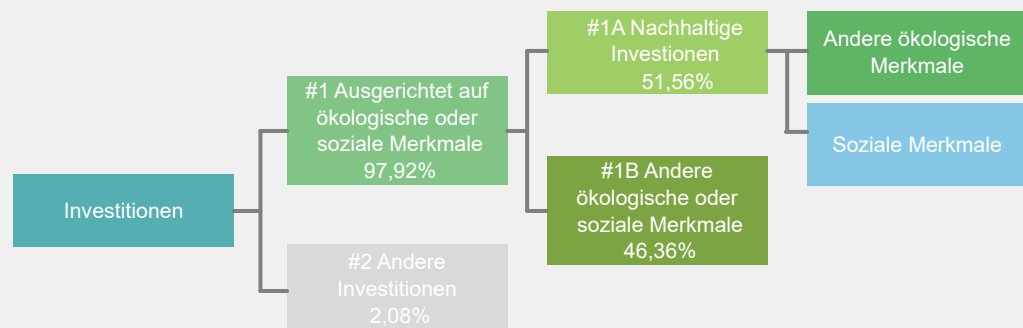 Investitionen
#1 Ausgerichtet auf
ökologische oder
soziale Merkmale
97,92%
#2 Andere
Investitionen
2,08%
#1A Nachhaltige
Investionen
51,56%
#1B Andere
ökologische oder
soziale Merkmale
46,36%
Andere ökologische
Merkmale
Soziale Merkmale